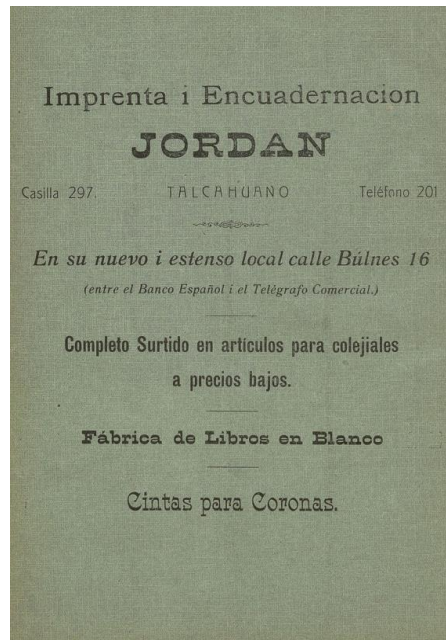 Imprenta i Encuadernacion
JORDAN
Casilla 297. TALCAHUANO Teléfono 201
En su nuevo i estenso local calle Búlnes 16
(entre el Banco Español i el Telégrafo Comercial.)
Completo Surtido en artículos para colejiales
a precios bajos.
Fábrica de Libros en Blanco
Cintas para Coronas.